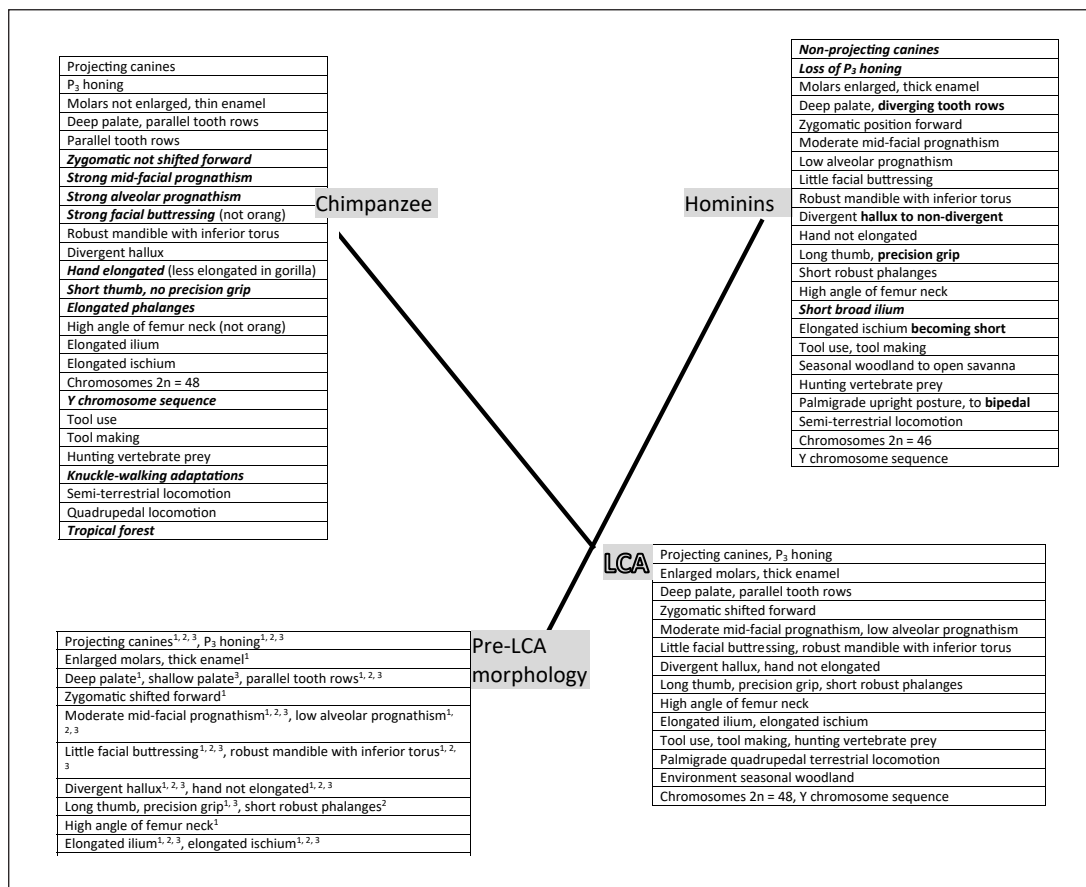 Projecting canines
P₃ honing
Molars not enlarged, thin enamel
Deep palate, parallel tooth rows
Parallel tooth rows
Zygomatic not shifted forward
Strong mid-facial prognathism
Strong alveolar prognathism
Strong facial buttressing (not orang)
Robust mandible with inferior torus
Divergent hallux
Hand elongated (less elongated in gorilla)
Short thumb, no precision grip
Elongated phalanges
High angle of femur neck (not orang)
Elongated ilium
Elongated ischium
Chromosomes 2n = 48
Y chromosome sequence
Tool use
Tool making
Hunting vertebrate prey
Knuckle-walking adaptations
Semi-terrestrial locomotion
Quadrupedal locomotion
Tropical forest
Chimpanzee
Hominins
Non-projecting canines
Loss of P₃ honing
Molars enlarged, thick enamel
Deep palate, diverging tooth rows
Zygomatic position forward
Moderate mid-facial prognathism
Low alveolar prognathism
Little facial buttressing
Robust mandible with inferior torus
Divergent hallux to non-divergent
Hand not elongated
Long thumb, precision grip
Short robust phalanges
High angle of femur neck
Short broad ilium
Elongated ischium becoming short
Tool use, tool making
Seasonal woodland to open savanna
Hunting vertebrate prey
Palmigrade upright posture, to bipedal
Semi-terrestrial locomotion
Chromosomes 2n = 46
Y chromosome sequence
LCA
Projecting canines, P₃ honing
Enlarged molars, thick enamel
Deep palate, parallel tooth rows
Zygomatic shifted forward
Moderate mid-facial prognathism, low alveolar prognathism
Little facial buttressing, robust mandible with inferior torus
Divergent hallux, hand not elongated
Long thumb, precision grip, short robust phalanges
High angle of femur neck
Elongated ilium, elongated ischium
Tool use, tool making, hunting vertebrate prey
Palmigrade quadrupedal terrestrial locomotion
Environment seasonal woodland
Chromosomes 2n = 48, Y chromosome sequence
Pre-LCA
morphology
Projecting canines¹, ², ³, P₃ honing¹, ², ³
Enlarged molars, thick enamel¹
Deep palate¹, shallow palate³, parallel tooth rows¹, ², ³
Zygomatic shifted forward¹
Moderate mid-facial prognathism¹, ², ³, low alveolar prognathism¹,
², ³
Little facial buttressing¹, ², ³, robust mandible with inferior torus¹, ²,
³
Divergent hallux¹, ², ³, hand not elongated¹, ², ³
Long thumb, precision grip¹, ³, short robust phalanges²
High angle of femur neck¹
Elongated ilium¹, ², ³, elongated ischium¹, ², ³